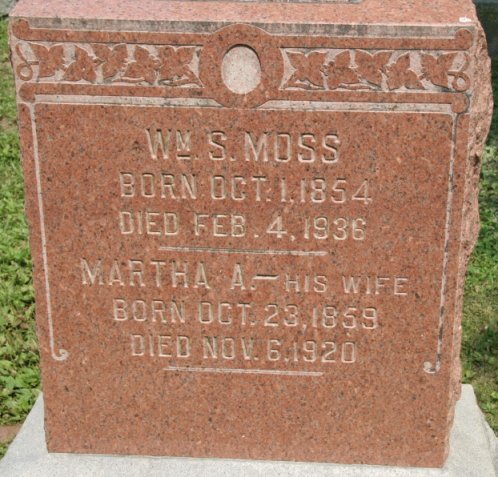 WM. S. MOSS
BORN OCT. 1, 1854
DIED FEB. 4, 1936
MARTHA A.— HIS WIFE
BORN OCT. 23, 1859
DIED NOV. 6, 1920